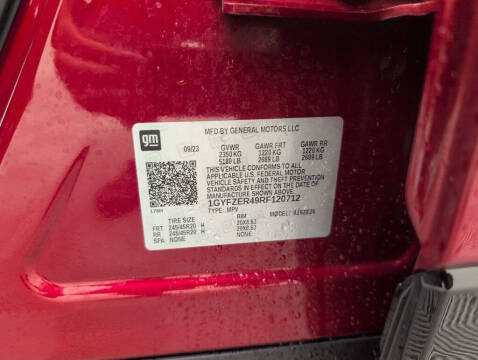 gm
MFD BY GENERAL MOTORS LLC
09/23 GVWR GAWR FRT GAWR RR
2350 KG 1220 KG 1220 KG
5180 LB 2689 LB 2689 LB
THIS VEHICLE CONFORMS TO ALL
APPLICABLE U.S. FEDERAL MOTOR
VEHICLE SAFETY AND THEFT PREVENTION
STANDARDS IN EFFECT ON THE DATE
OF MANUFACTURE SHOWN ABOVE
1GYFZER49RF120712
TYPE: MPV MODEL:
TIRE SIZE RIM
FRT 245/45R20 H 20X8.5J
RR 245/45R20 H 20X8.5J
SPA NONE NONE